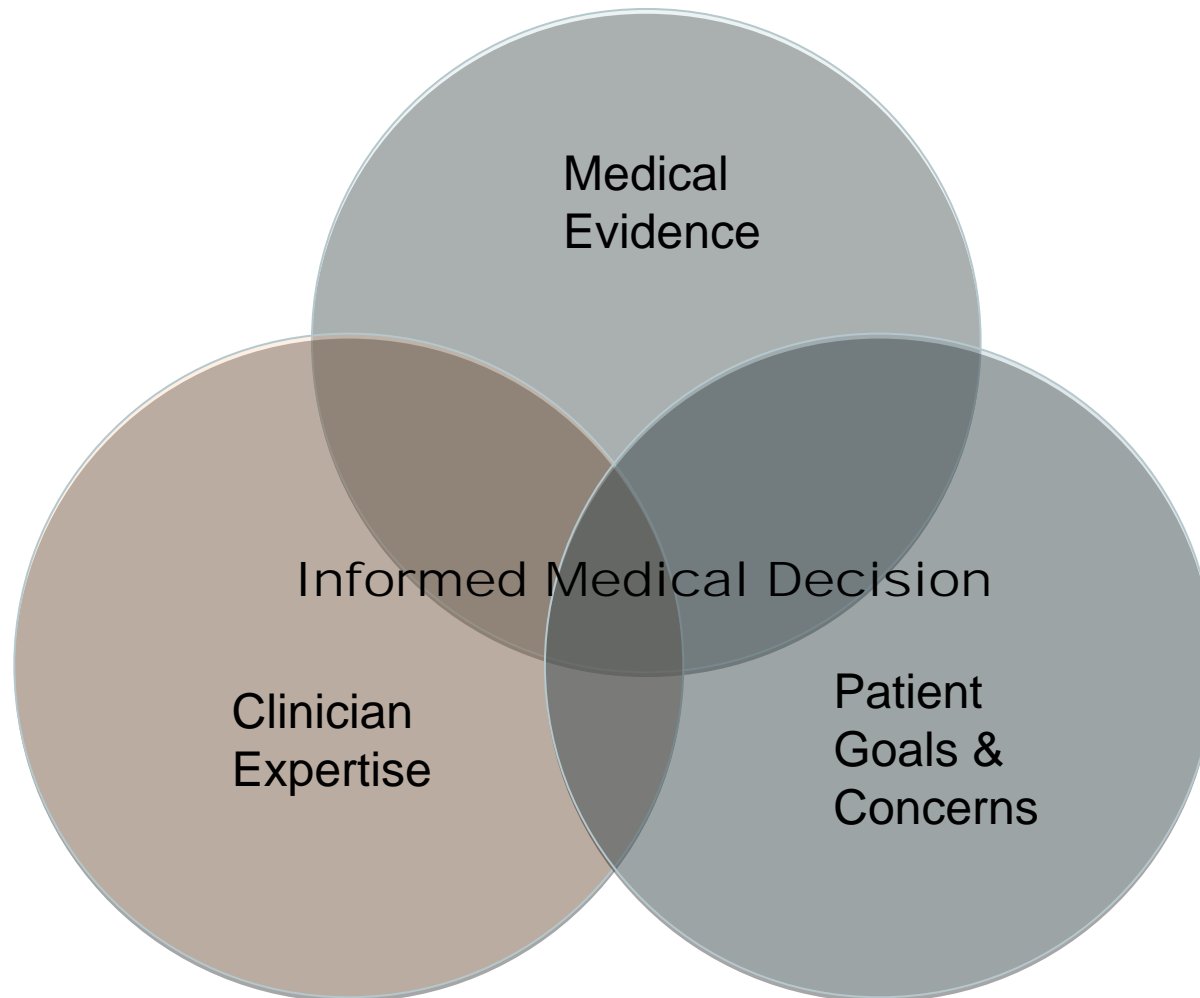 Medical
Evidence
Informed Medical Decision
Clinician
Expertise
Patient
Goals &
Concerns